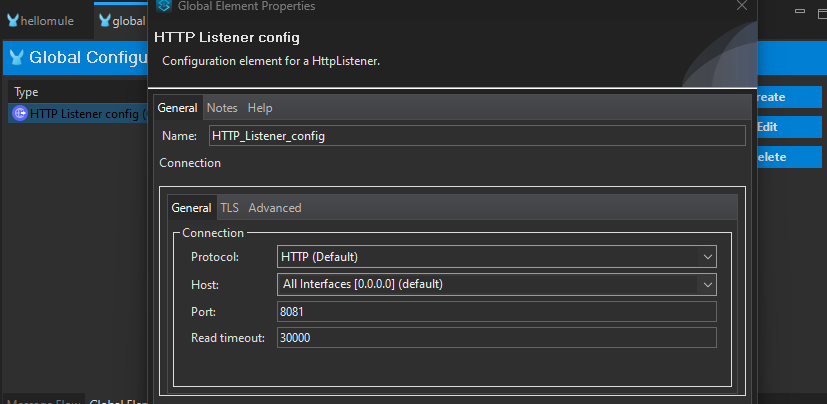 hellomule
global
Global Element Properties
Global Configu
HTTP Listener config
Configuration element for a HttpListener.
Type
HTTP Listener config (
reate
Edit
elete
General Notes Help
Name: HTTP_Listener_config
Connection
General TLS Advanced
Connection
Protocol: HTTP (Default)
Host: All Interfaces [0.0.0.0] (default)
Port: 8081
Read timeout: 30000
Message Flow Global Elem